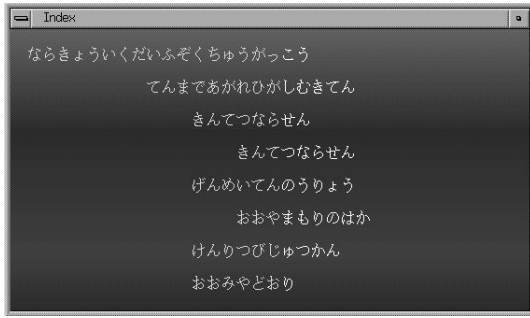 Index
ならきょういくだいふぞくちゅうがっこう
てんまであがれひがしむきてん
きんてつならせん
きんてつならせん
げんめいてんのうりょう
おおやまもりのはか
けんりつびじゅつかん
おおみやどおり